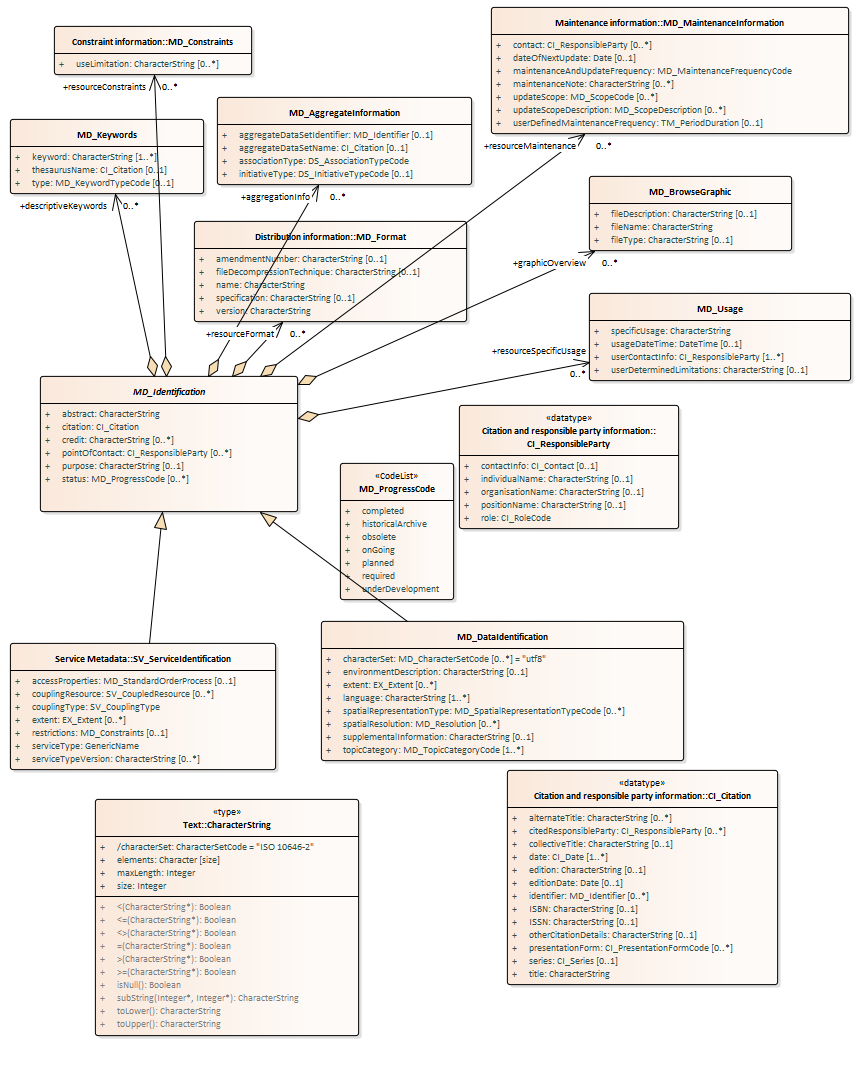 Constraint information::MD_Constraints
+ useLimitation: CharacterString [0..*]
+resourceConstraints 0..*
Maintenance information::MD_MaintenanceInformation
+ contact: CI_ResponsibleParty [0..*]
+ dateOfNextUpdate: Date [0..1]
+ maintenanceAndUpdateFrequency: MD_MaintenanceFrequencyCode
+ maintenanceNote: CharacterString [0..*]
+ updateScope: MD_ScopeCode [0..*]
+ updateScopeDescription: MD_ScopeDescription [0..*]
+ userDefinedMaintenanceFrequency: TM_PeriodDuration [0..1]
+resourceMaintenance 0..*
MD_AggregateInformation
+ aggregateDataSetIdentifier: MD_Identifier [0..1]
+ aggregateDataSetName: CI_Citation [0..1]
+ associationType: DS_AssociationTypeCode
+ initiativeType: DS_InitiativeTypeCode [0..1]
+aggregationInfo 0..*
MD_Keywords
+ keyword: CharacterString [1..*]
+ thesaurusName: CI_Citation [0..1]
+ type: MD_KeywordTypeCode [0..1]
+descriptiveKeywords 0..*
MD_BrowseGraphic
+ fileDescription: CharacterString [0..1]
+ fileName: CharacterString
+ fileType: CharacterString [0..1]
+graphicOverview 0..*
Distribution information::MD_Format
+ amendmentNumber: CharacterString [0..1]
+ fileDecompressionTechnique: CharacterString [0..1]
+ name: CharacterString
+ specification: CharacterString [0..1]
+ version: CharacterString
+resourceFormat 0..*
MD_Usage
+ specificUsage: CharacterString
+ usageDateTime: DateTime [0..1]
+ userContactInfo: CI_ResponsibleParty [1..*]
+ userDeterminedLimitations: CharacterString [0..1]
+resourceSpecificUsage
0..*
MD_Identification
+ abstract: CharacterString
+ citation: CI_Citation
+ credit: CharacterString [0..*]
+ pointOfContact: CI_ResponsibleParty [0..*]
+ purpose: CharacterString [0..1]
+ status: MD_ProgressCode [0..*]
«datatype»
Citation and responsible party information::
CI_ResponsibleParty
+ contactInfo: CI_Contact [0..1]
+ individualName: CharacterString [0..1]
+ organisationName: CharacterString [0..1]
+ positionName: CharacterString [0..1]
+ role: CI_RoleCode
«CodeList»
MD_ProgressCode
+ completed
+ historicalArchive
+ obsolete
+ onGoing
+ planned
+ required
+ underDevelopment
Service Metadata::SV_ServiceIdentification
+ accessProperties: MD_StandardOrderProcess [0..1]
+ couplingResource: SV_CoupledResource [0..*]
+ couplingType: SV_CouplingType
+ extent: EX_Extent [0..*]
+ restrictions: MD_Constraints [0..1]
+ serviceType: GenericName
+ serviceTypeVersion: CharacterString [0..*]
MD_DataIdentification
+ characterSet: MD_CharacterSetCode [0..*] = "utf8"
+ environmentDescription: CharacterString [0..1]
+ extent: EX_Extent [0..*]
+ language: CharacterString [1..*]
+ spatialRepresentationType: MD_SpatialRepresentationTypeCode [0..*]
+ spatialResolution: MD_Resolution [0..*]
+ supplementalInformation: CharacterString [0..1]
+ topicCategory: MD_TopicCategoryCode [1..*]
«datatype»
Citation and responsible party information::CI_Citation
+ alternateTitle: CharacterString [0..*]
+ citedResponsibleParty: CI_ResponsibleParty [0..*]
+ collectiveTitle: CharacterString [0..1]
+ date: CI_Date [1..*]
+ edition: CharacterString [0..1]
+ editionDate: Date [0..1]
+ identifier: MD_Identifier [0..*]
+ ISBN: CharacterString [0..1]
+ ISSN: CharacterString [0..1]
+ otherCitationDetails: CharacterString [0..1]
+ presentationForm: CI_PresentationFormCode [0..*]
+ series: CI_Series [0..1]
+ title: CharacterString
«type»
Text::CharacterString
+ /characterSet: CharacterSetCode = "ISO 10646-2"
+ elements: Character [size]
+ maxLength: Integer
+ size: Integer
+ <(CharacterString*): Boolean
+ <=(CharacterString*): Boolean
+ <>(CharacterString*): Boolean
+ =(CharacterString*): Boolean
+ >(CharacterString*): Boolean
+ >=(CharacterString*): Boolean
+ isNull(): Boolean
+ subString(Integer*, Integer*): CharacterString
+ toLower(): CharacterString
+ toUpper(): CharacterString